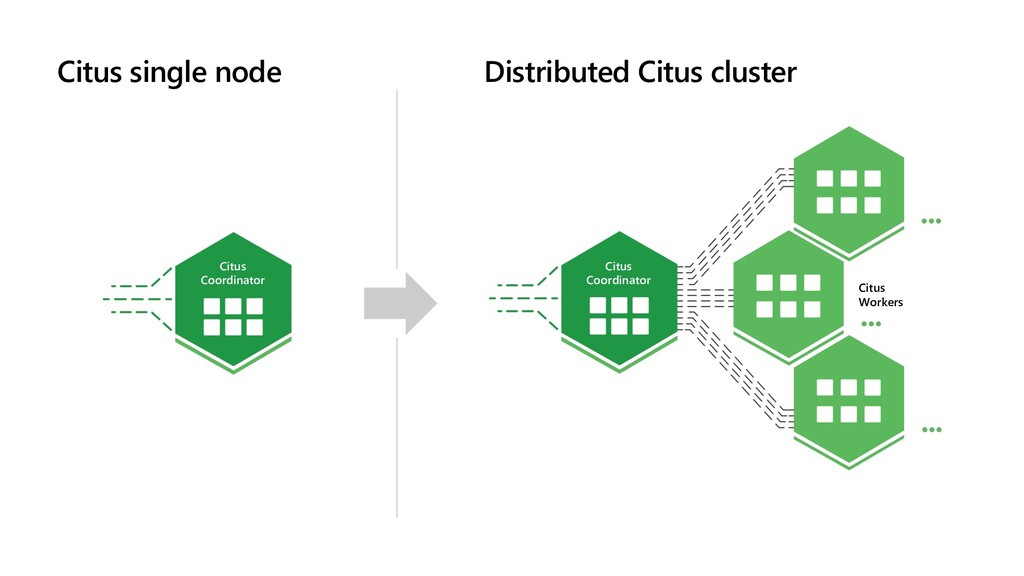 Citus single node
Distributed Citus cluster
Citus
Coordinator
Citus
Coordinator
Citus
Workers